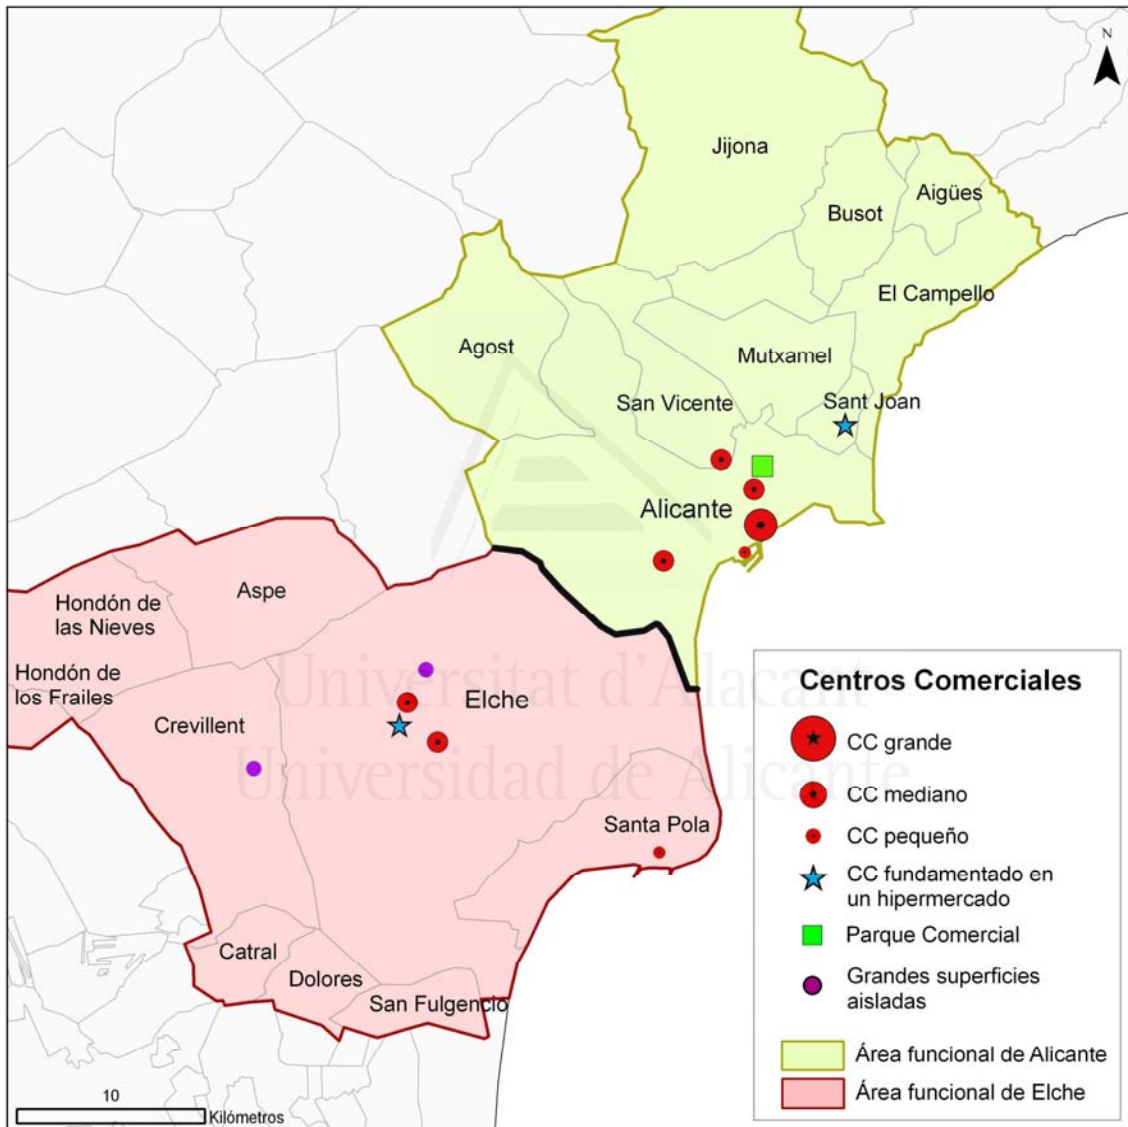 N
Jijona
Aigües
Busot
El Campello
Agost
Mutxamel
San Vicente
Sant Joan
Alicante
Aspe
Hondón de
las Nieves
Hondón de
los Frailes
Elche
Crevillent
Santa Pola
Catral
Dolores
San Fulgencio
Universitat d'Alacant
Universidad de Alicante
Centros Comerciales
CC grande
CC mediano
CC pequeño
CC fundamentado en
un hipermercado
Parque Comercial
Grandes superficies
aisladas
Área funcional de Alicante
Área funcional de Elche
10
Kilómetros